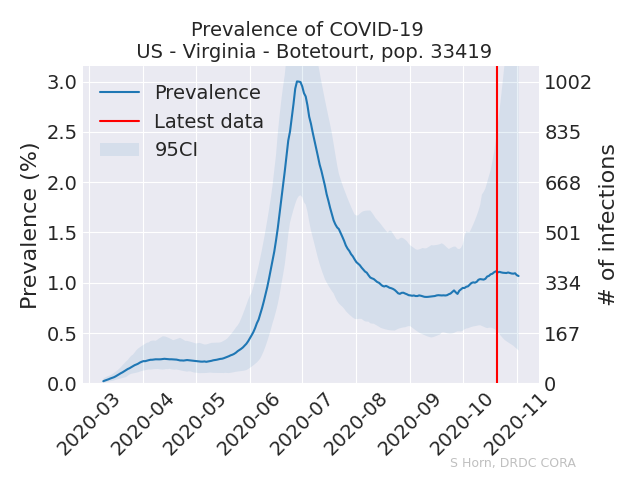 Prevalence of COVID-19
US - Virginia - Botetourt, pop. 33419
Prevalence
Latest data
95CI
Prevalence (%)
3.0
2.5
2.0
1.5
1.0
0.5
0.0
1002
835
668
501
334
167
0
# of infections
2020-03
2020-04
2020-05
2020-06
2020-07
2020-08
2020-09
2020-10
2020-11
S Horn, DRDC CORA